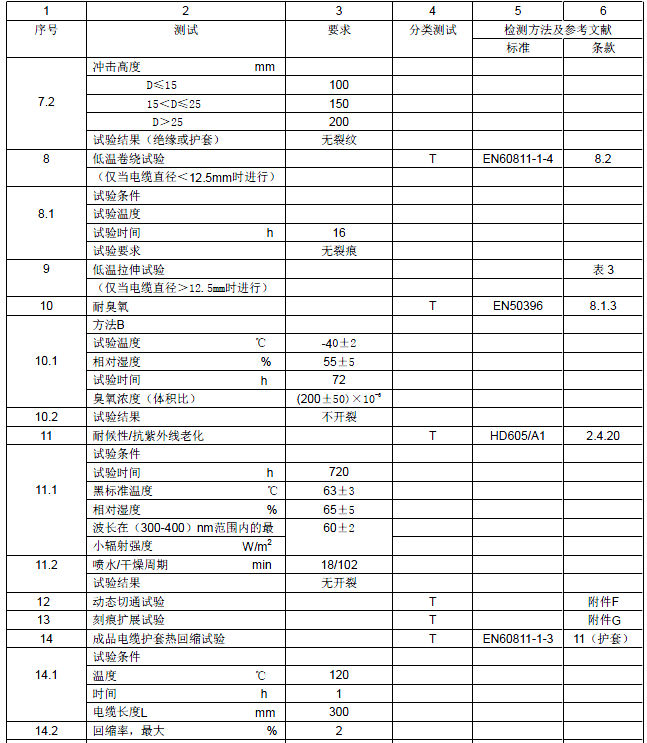 1 2 3 4 5 6
序号 测试 要求 分类测试 检测方法及参考文献
标准 条款
7.2 冲击高度 mm
D≤15 100
15＜D≤25 150
D＞25 200
试验结果（绝缘或护套） 无裂纹
8 低温卷绕试验 T EN60811-1-4 8.2
（仅当电缆直径＜12.5mm时进行）
8.1 试验条件
试验温度
试验时间 h 16
试验要求 无裂痕
9 低温拉伸试验 表 3
（仅当电缆直径＞12.5mm时进行）
10 耐臭氧 T EN50396 8.1.3
10.1 方法B
试验温度 ℃ -40±2
相对湿度 % 55±5
试验时间 h 72
臭氧浓度（体积比） (200±50)×10⁻⁶
10.2 试验结果 不开裂
11 耐候性/抗紫外线老化 T HD605/A1 2.4.20
11.1 试验条件
试验时间 h 720
黑标准温度 ℃ 63±3
相对湿度 % 65±5
波长在（300-400）nm范围内的最 60±2
小辐射强度 W/m²
11.2 喷水/干燥周期 min 18/102
试验结果 无开裂
12 动态切通试验 T 附件F
13 刻痕扩展试验 T 附件G
14 成品电缆护套热回缩试验 T EN60811-1-3 11（护套）
14.1 试验条件
温度 ℃ 120
时间 h 1
电缆长度L mm 300
14.2 回缩率，最大 % 2